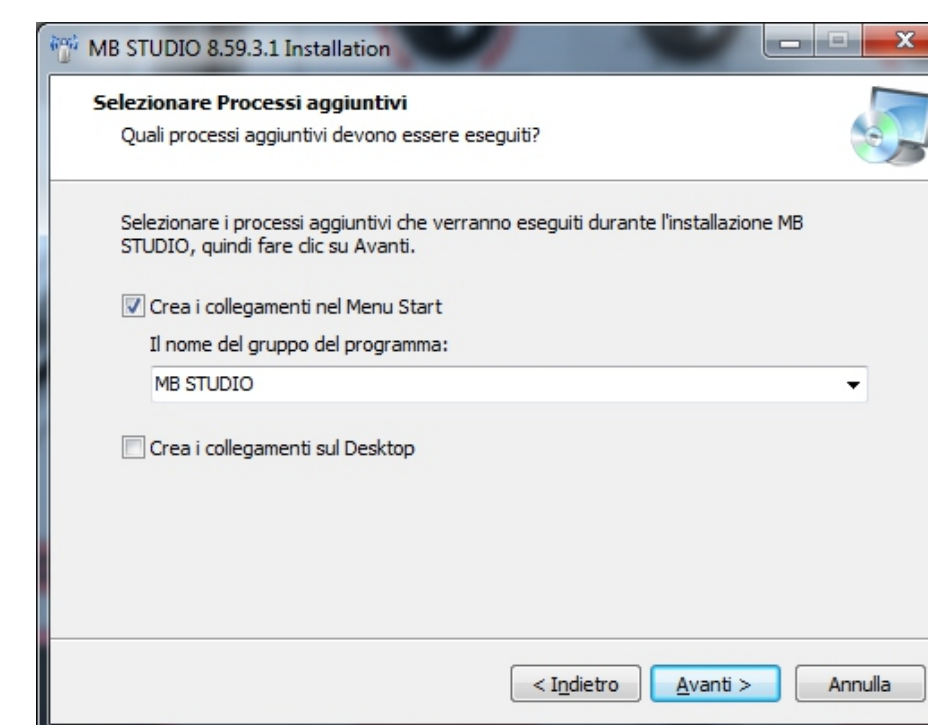 MB STUDIO 8.59.3.1 Installation
Selezionare Processi aggiuntivi
Quali processi aggiuntivi devono essere eseguiti?
Selezionare i processi aggiuntivi che verranno eseguiti durante l'installazione MB
STUDIO, quindi fare clic su Avanti.
Crea i collegamenti nel Menu Start
Il nome del gruppo del programma:
MB STUDIO
Crea i collegamenti sul Desktop
< Indietro Avanti > Annulla